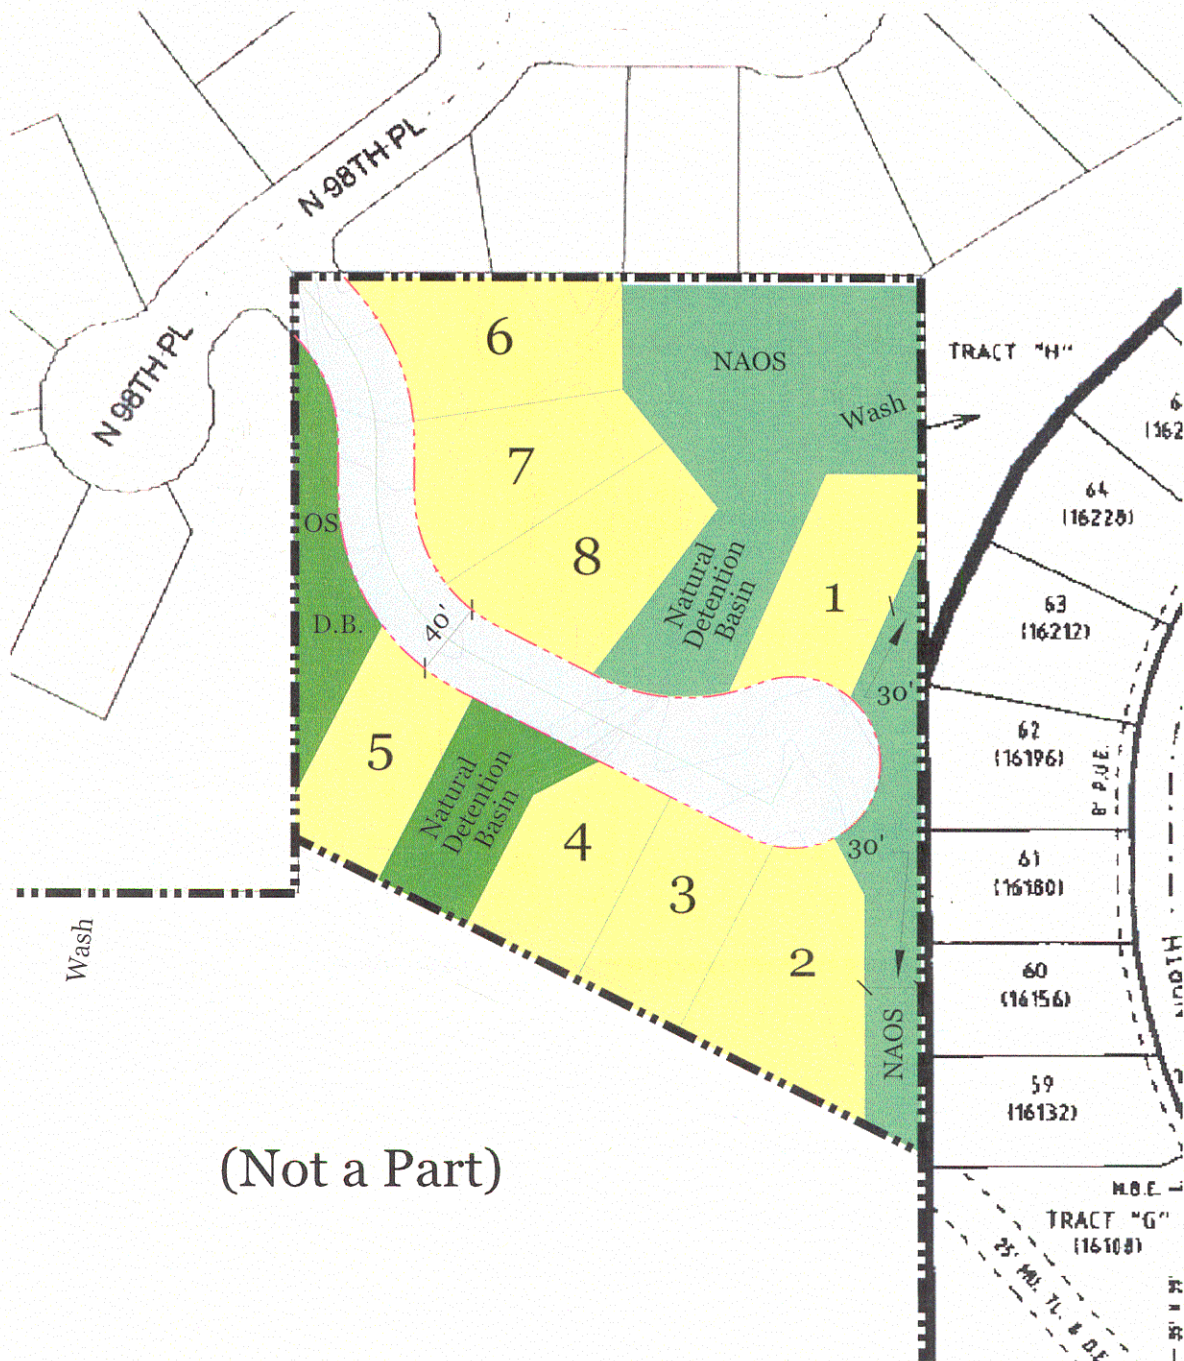 N 98TH PL
N 98TH PL
6
NAOS
TRACT "H"
Wash
7
64
(16228)
OS
8
Natural
Detention
Basin
1
63
(16212)
D.B.
40'
30'
62
(16196)
8' P.U.E.
5
Natural
Detention
Basin
4
30'
61
(16180)
3
2
60
(16156)
Wash
NAOS
59
(16132)
(Not a Part)
TRACT "G"
(16108)